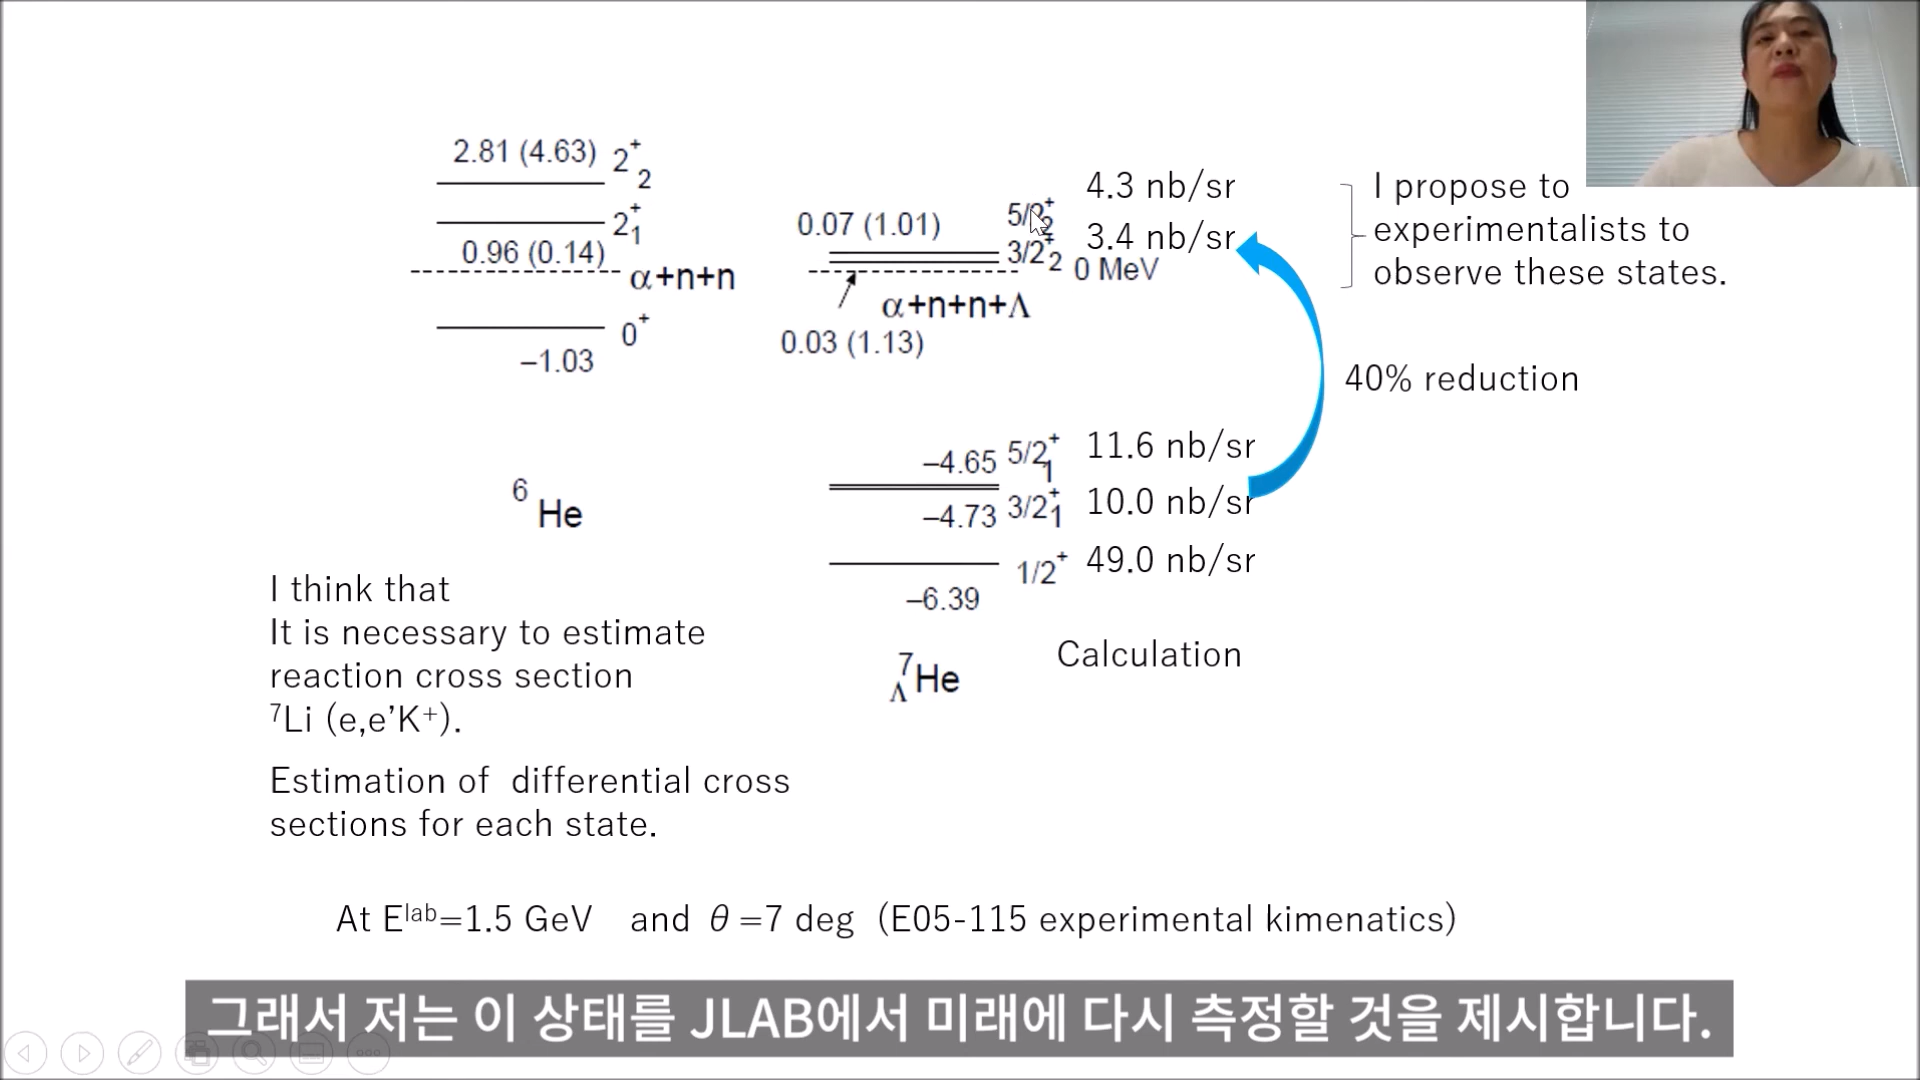 2.81 (4.63) 2⁺₂
2⁺₁
0.96 (0.14)
α+n+n
0⁺
–1.03
⁶He
0.07 (1.01)
5/2⁺₂ 4.3 nb/sr
3/2⁺₂ 3.4 nb/sr
0 MeV
α+n+n+Λ
0.03 (1.13)
I propose to
experimentalists to
observe these states.
40% reduction
–4.65 5/2⁺₁ 11.6 nb/sr
–4.73 3/2⁺₁ 10.0 nb/sr
1/2⁺ 49.0 nb/sr
–6.39
⁷ΛHe
Calculation
I think that
It is necessary to estimate
reaction cross section
⁷Li (e,e’K⁺).
Estimation of differential cross
sections for each state.
At Eˡᵃᵇ=1.5 GeV and θ =7 deg (E05-115 experimental kimenatics)
그래서 저는 이 상태를 JLAB에서 미래에 다시 측정할 것을 제시합니다.